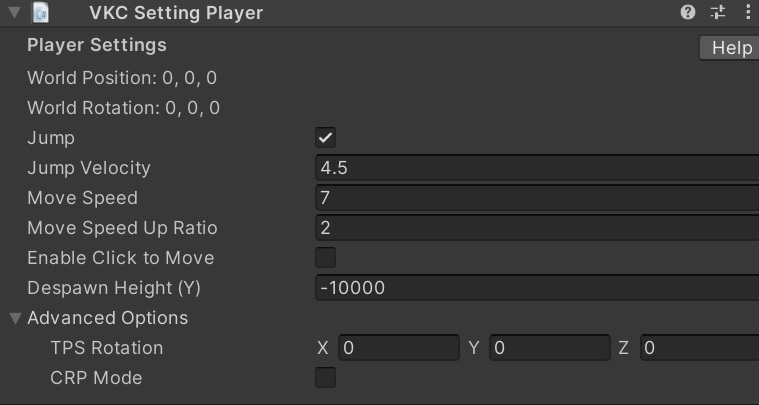 VKC Setting Player
Player Settings
Help
World Position: 0, 0, 0
World Rotation: 0, 0, 0
Jump
Jump Velocity 4.5
Move Speed 7
Move Speed Up Ratio 2
Enable Click to Move
Despawn Height (Y) -10000
Advanced Options
TPS Rotation X 0 Y 0 Z 0
CRP Mode